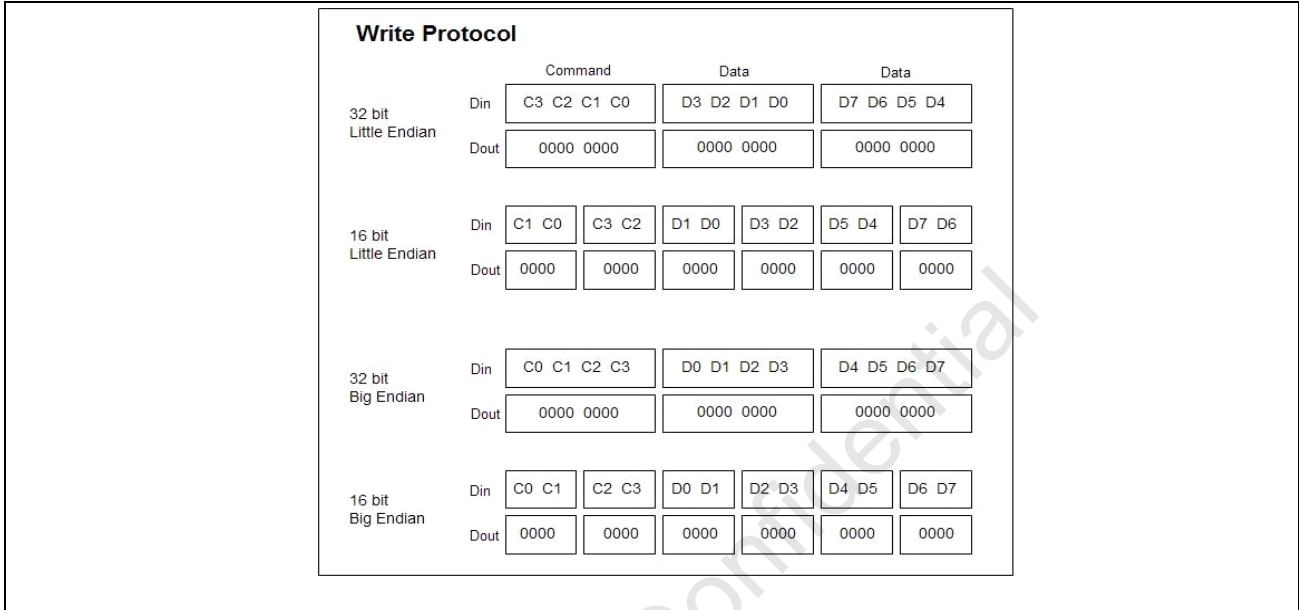 Write Protocol
Command Data Data
32 bit
Little Endian
Din C3 C2 C1 C0 D3 D2 D1 D0 D7 D6 D5 D4
Dout 0000 0000 0000 0000 0000 0000
16 bit
Little Endian
Din C1 C0 C3 C2 D1 D0 D3 D2 D5 D4 D7 D6
Dout 0000 0000 0000 0000 0000 0000
32 bit
Big Endian
Din C0 C1 C2 C3 D0 D1 D2 D3 D4 D5 D6 D7
Dout 0000 0000 0000 0000 0000 0000
16 bit
Big Endian
Din C0 C1 C2 C3 D0 D1 D2 D3 D4 D5 D6 D7
Dout 0000 0000 0000 0000 0000 0000
Confidential